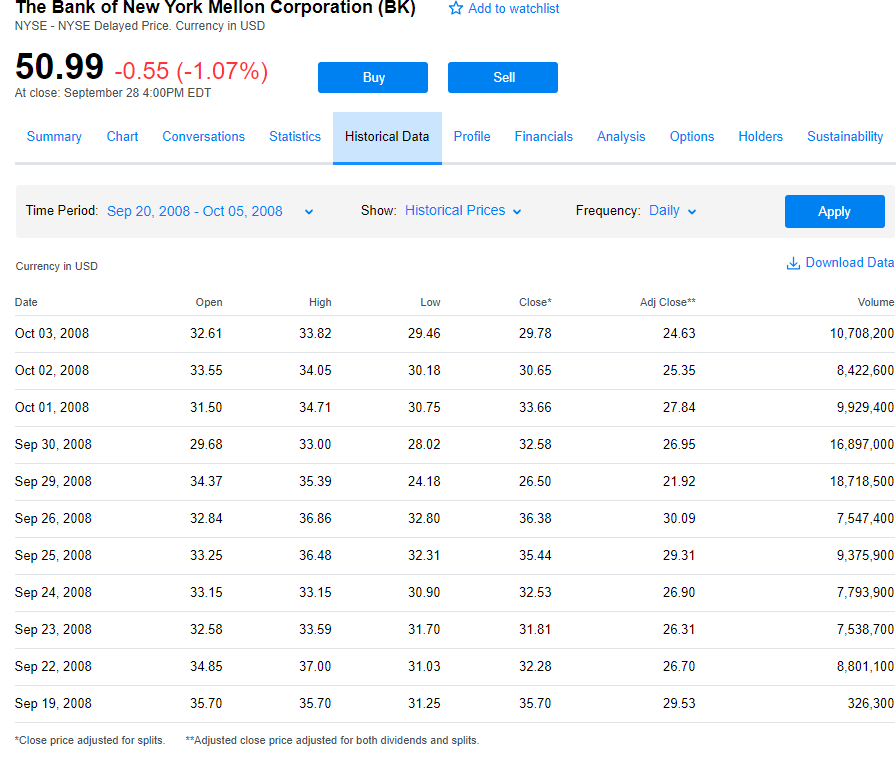 The Bank of New York Mellon Corporation (BK) Add to watchlist
NYSE - NYSE Delayed Price. Currency in USD
50.99 -0.55 (-1.07%) Buy Sell
At close: September 28 4:00PM EDT
Summary Chart Conversations Statistics Historical Data Profile Financials Analysis Options Holders Sustainability
Time Period: Sep 20, 2008 - Oct 05, 2008 Show: Historical Prices Frequency: Daily Apply
Currency in USD Download Data
Date Open High Low Close* Adj Close** Volume
Oct 03, 2008 32.61 33.82 29.46 29.78 24.63 10,708,200
Oct 02, 2008 33.55 34.05 30.18 30.65 25.35 8,422,600
Oct 01, 2008 31.50 34.71 30.75 33.66 27.84 9,929,400
Sep 30, 2008 29.68 33.00 28.02 32.58 26.95 16,897,000
Sep 29, 2008 34.37 35.39 24.18 26.50 21.92 18,718,500
Sep 26, 2008 32.84 36.86 32.80 36.38 30.09 7,547,400
Sep 25, 2008 33.25 36.48 32.31 35.44 29.31 9,375,900
Sep 24, 2008 33.15 33.15 30.90 32.53 26.90 7,793,900
Sep 23, 2008 32.58 33.59 31.70 31.81 26.31 7,538,700
Sep 22, 2008 34.85 37.00 31.03 32.28 26.70 8,801,100
Sep 19, 2008 35.70 35.70 31.25 35.70 29.53 326,300
*Close price adjusted for splits. **Adjusted close price adjusted for both dividends and splits.